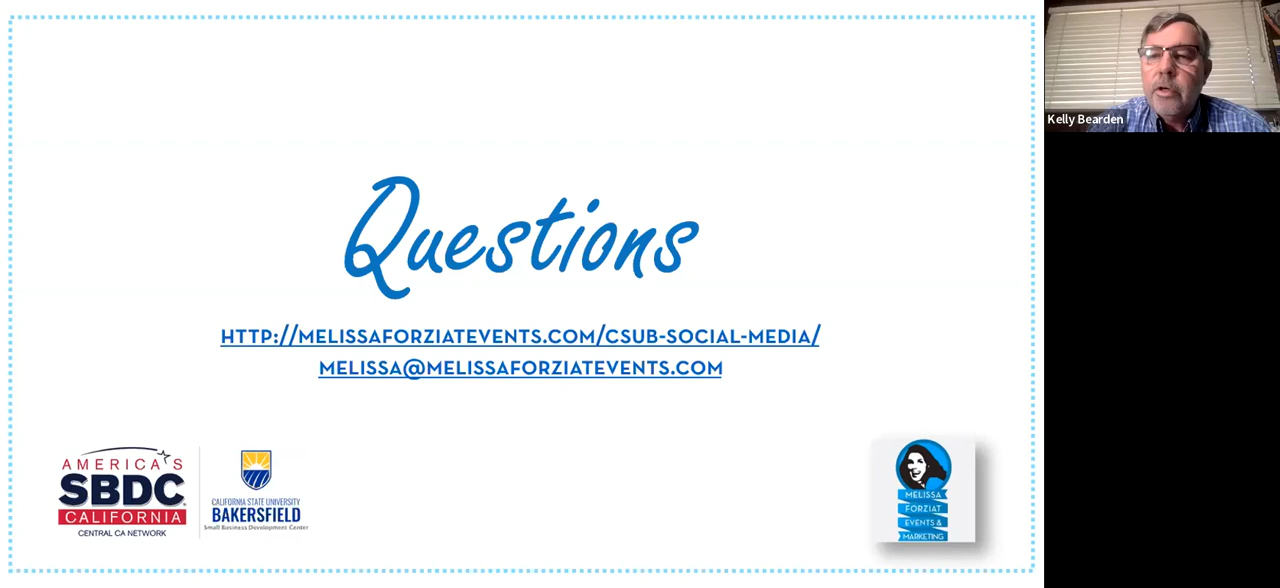 Questions
HTTP://MELISSAFORZIATEVENTS.COM/CSUB-SOCIAL-MEDIA/
MELISSA@MELISSAFORZIATEVENTS.COM
AMERICA'S
SBDC
CALIFORNIA
CENTRAL CA NETWORK
CALIFORNIA STATE UNIVERSITY
BAKERSFIELD
Small Business Development Center
MELISSA
FORZIAT
EVENTS &
MARKETING
Kelly Bearden